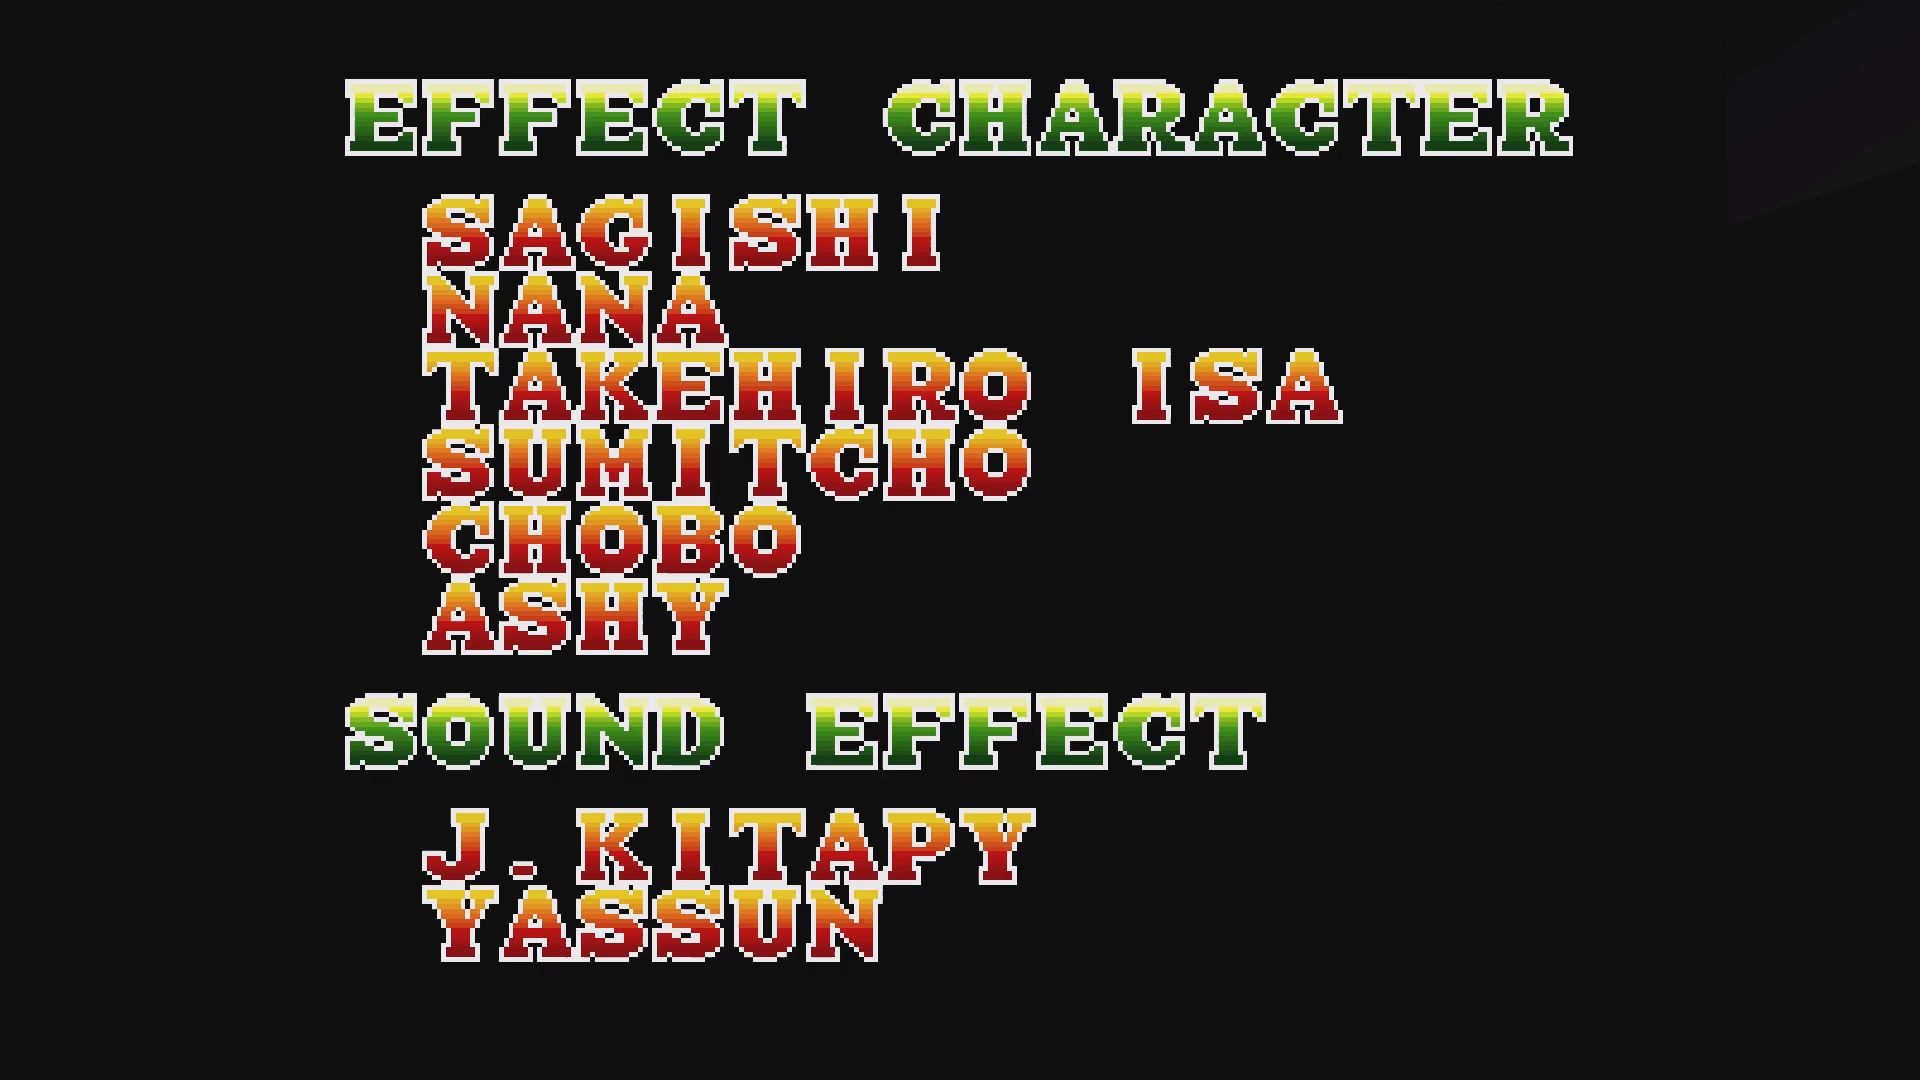 EFFECT CHARACTER
SAGISHI
NANA
TAKEHIRO ISA
SUMITCHO
CHOBO
ASHY
SOUND EFFECT
J.KITAPY
YASSUN